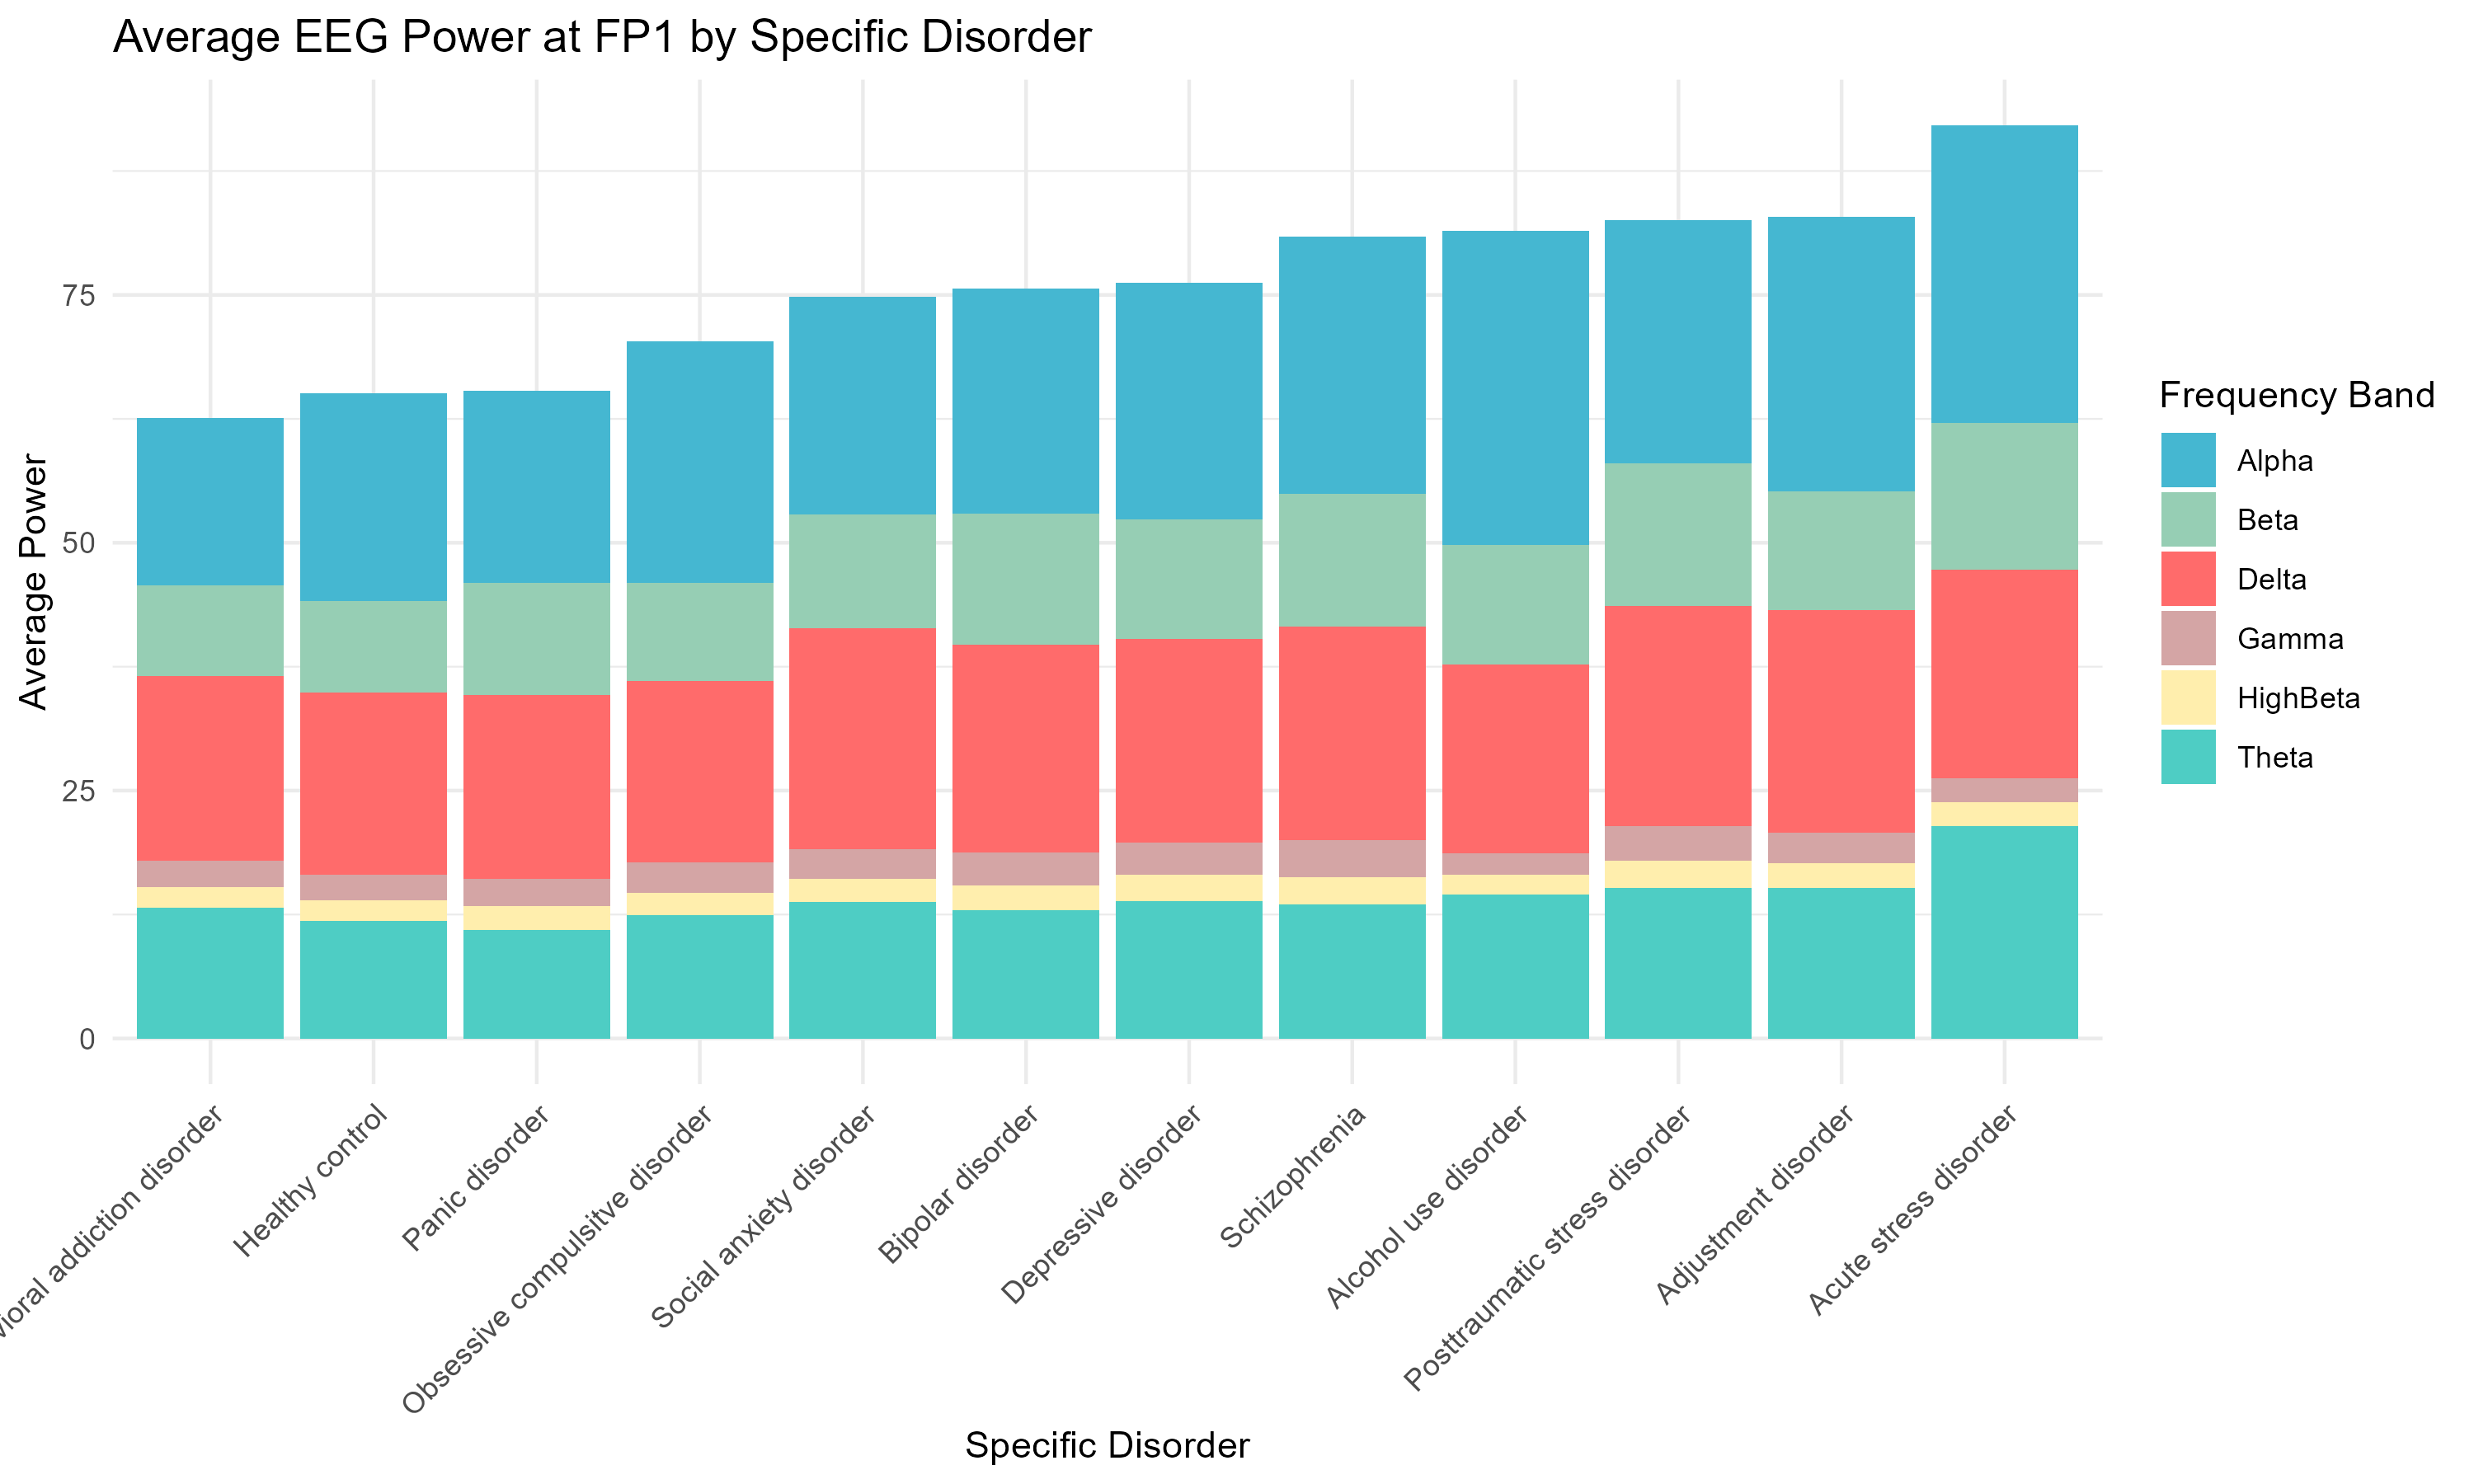 Average EEG Power at FP1 by Specific Disorder
Average Power
75
50
25
0
addiction disorder
Healthy control
Panic disorder
Obsessive compulsitve disorder
Social anxiety disorder
Bipolar disorder
Depressive disorder
Schizophrenia
Alcohol use disorder
Posttraumatic stress disorder
Adjustment disorder
Acute stress disorder
Specific Disorder
Frequency Band
Alpha
Beta
Delta
Gamma
HighBeta
Theta